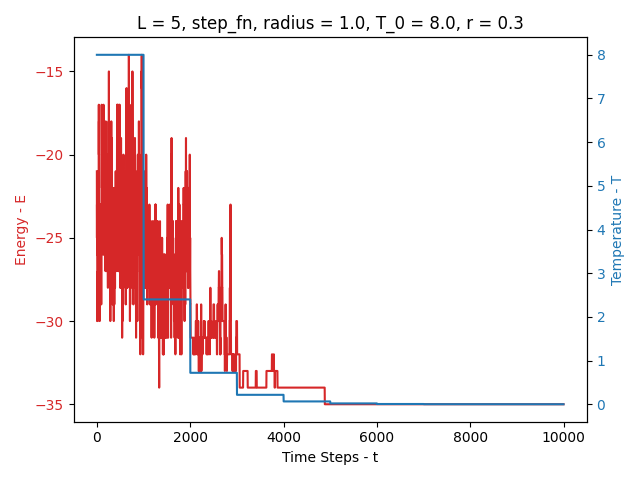 L = 5, step_fn, radius = 1.0, T_0 = 8.0, r = 0.3
Energy - E
−15
−20
−25
−30
−35
8
7
6
5
4
3
2
1
0
Temperature - T
0 2000 4000 6000 8000 10000
Time Steps - t